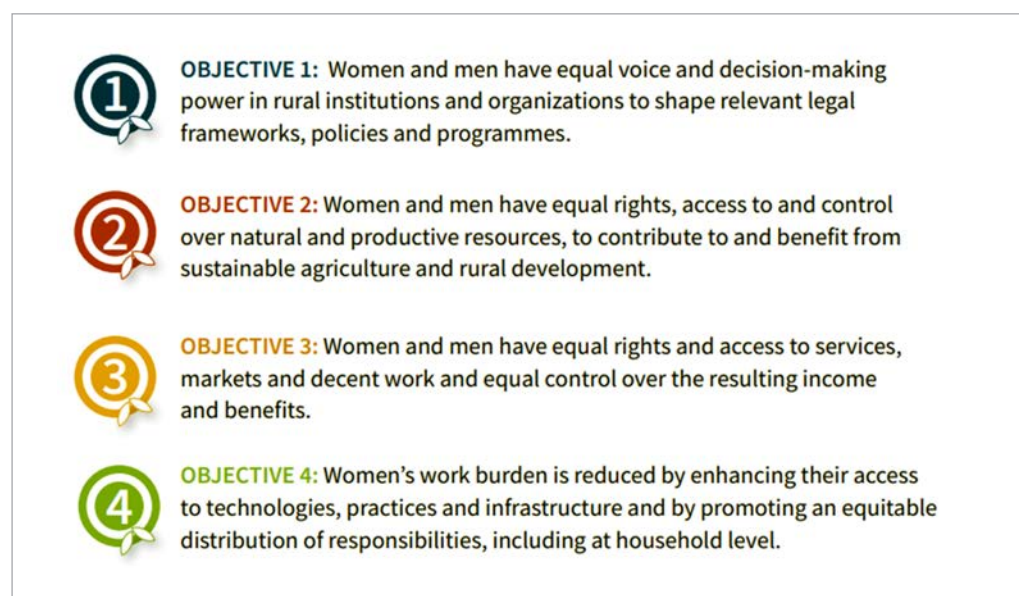 1
OBJECTIVE 1: Women and men have equal voice and decision-making
power in rural institutions and organizations to shape relevant legal
frameworks, policies and programmes.
2
OBJECTIVE 2: Women and men have equal rights, access to and control
over natural and productive resources, to contribute to and benefit from
sustainable agriculture and rural development.
3
OBJECTIVE 3: Women and men have equal rights and access to services,
markets and decent work and equal control over the resulting income
and benefits.
4
OBJECTIVE 4: Women’s work burden is reduced by enhancing their access
to technologies, practices and infrastructure and by promoting an equitable
distribution of responsibilities, including at household level.